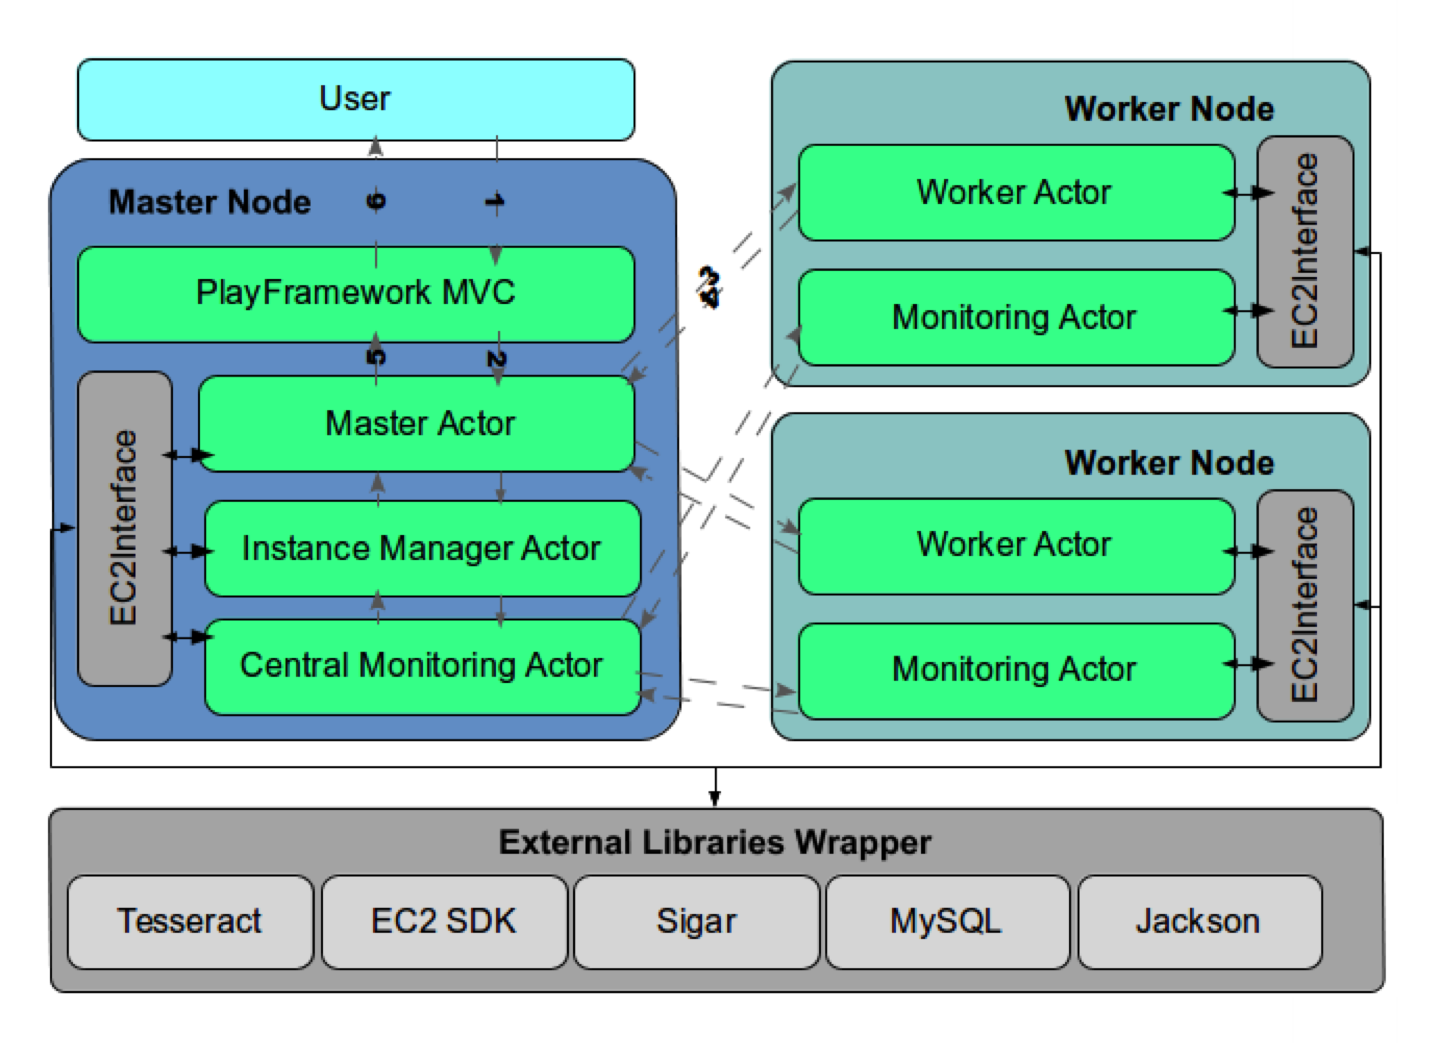 User
Master Node
6
1
PlayFramework MVC
5
2
Master Actor
EC2Interface
Instance Manager Actor
Central Monitoring Actor
3
4
Worker Node
Worker Actor
EC2Interface
Monitoring Actor
Worker Node
Worker Actor
EC2Interface
Monitoring Actor
External Libraries Wrapper
Tesseract
EC2 SDK
Sigar
MySQL
Jackson